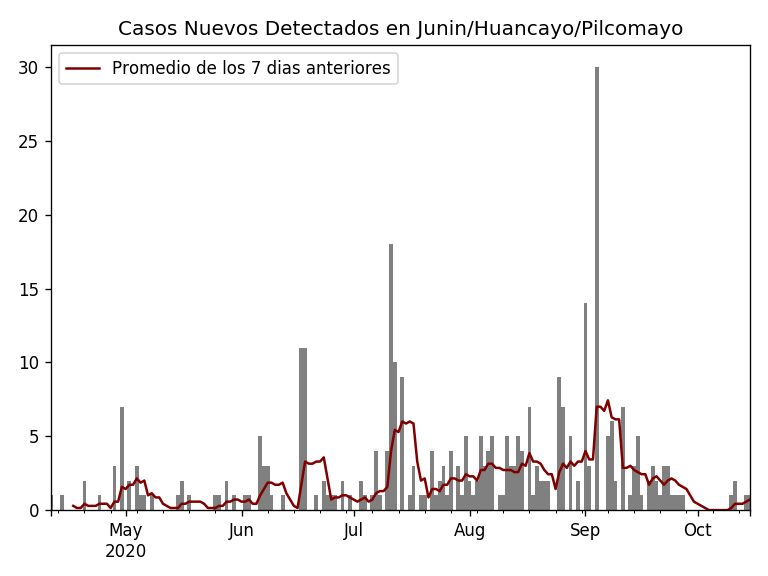 Casos Nuevos Detectados en Junin/Huancayo/Pilcomayo
Promedio de los 7 dias anteriores
30
25
20
15
10
5
0
May Jun Jul Aug Sep Oct
2020